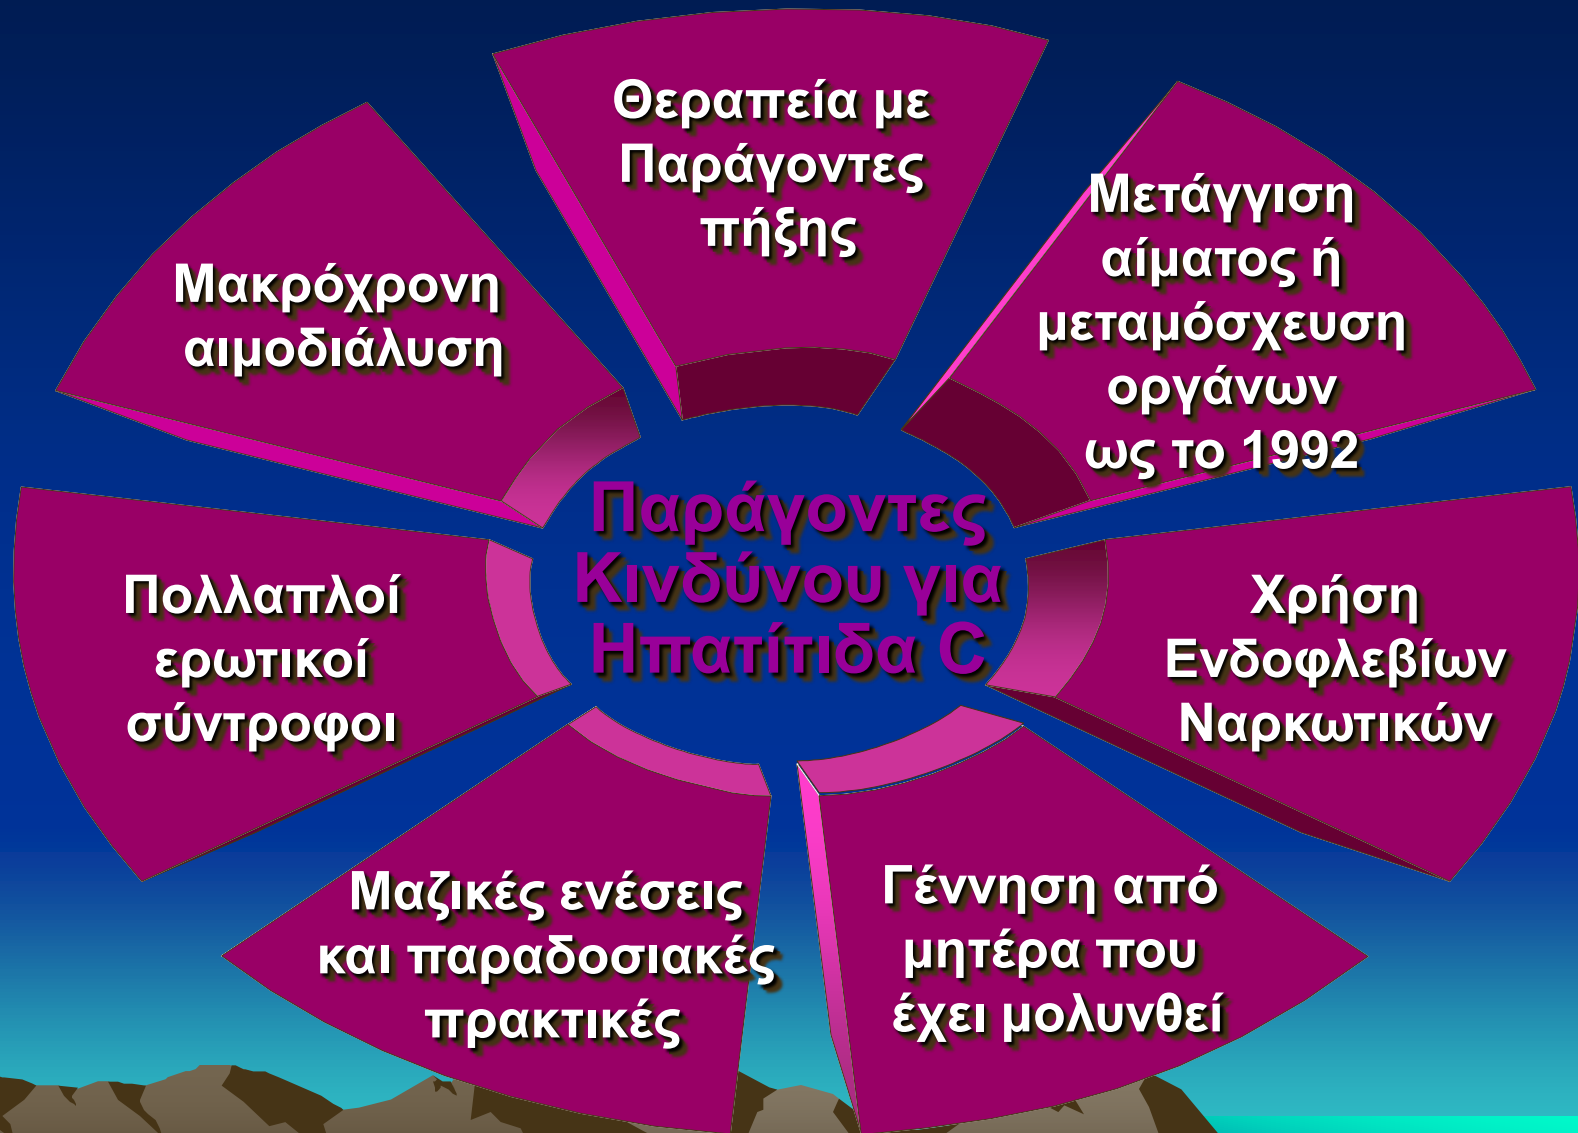 Θεραπεία με
Παράγοντες
πήξης
Μετάγγιση
αίματος ή
μεταμόσχευση
οργάνων
ως το 1992
Μακρόχρονη
αιμοδιάλυση
Παράγοντες
Κινδύνου για
Ηπατίτιδα C
Πολλαπλοί
ερωτικοί
σύντροφοι
Χρήση
Ενδοφλεβίων
Ναρκωτικών
Μαζικές ενέσεις
και παραδοσιακές
πρακτικές
Γέννηση από
μητέρα που
έχει μολυνθεί